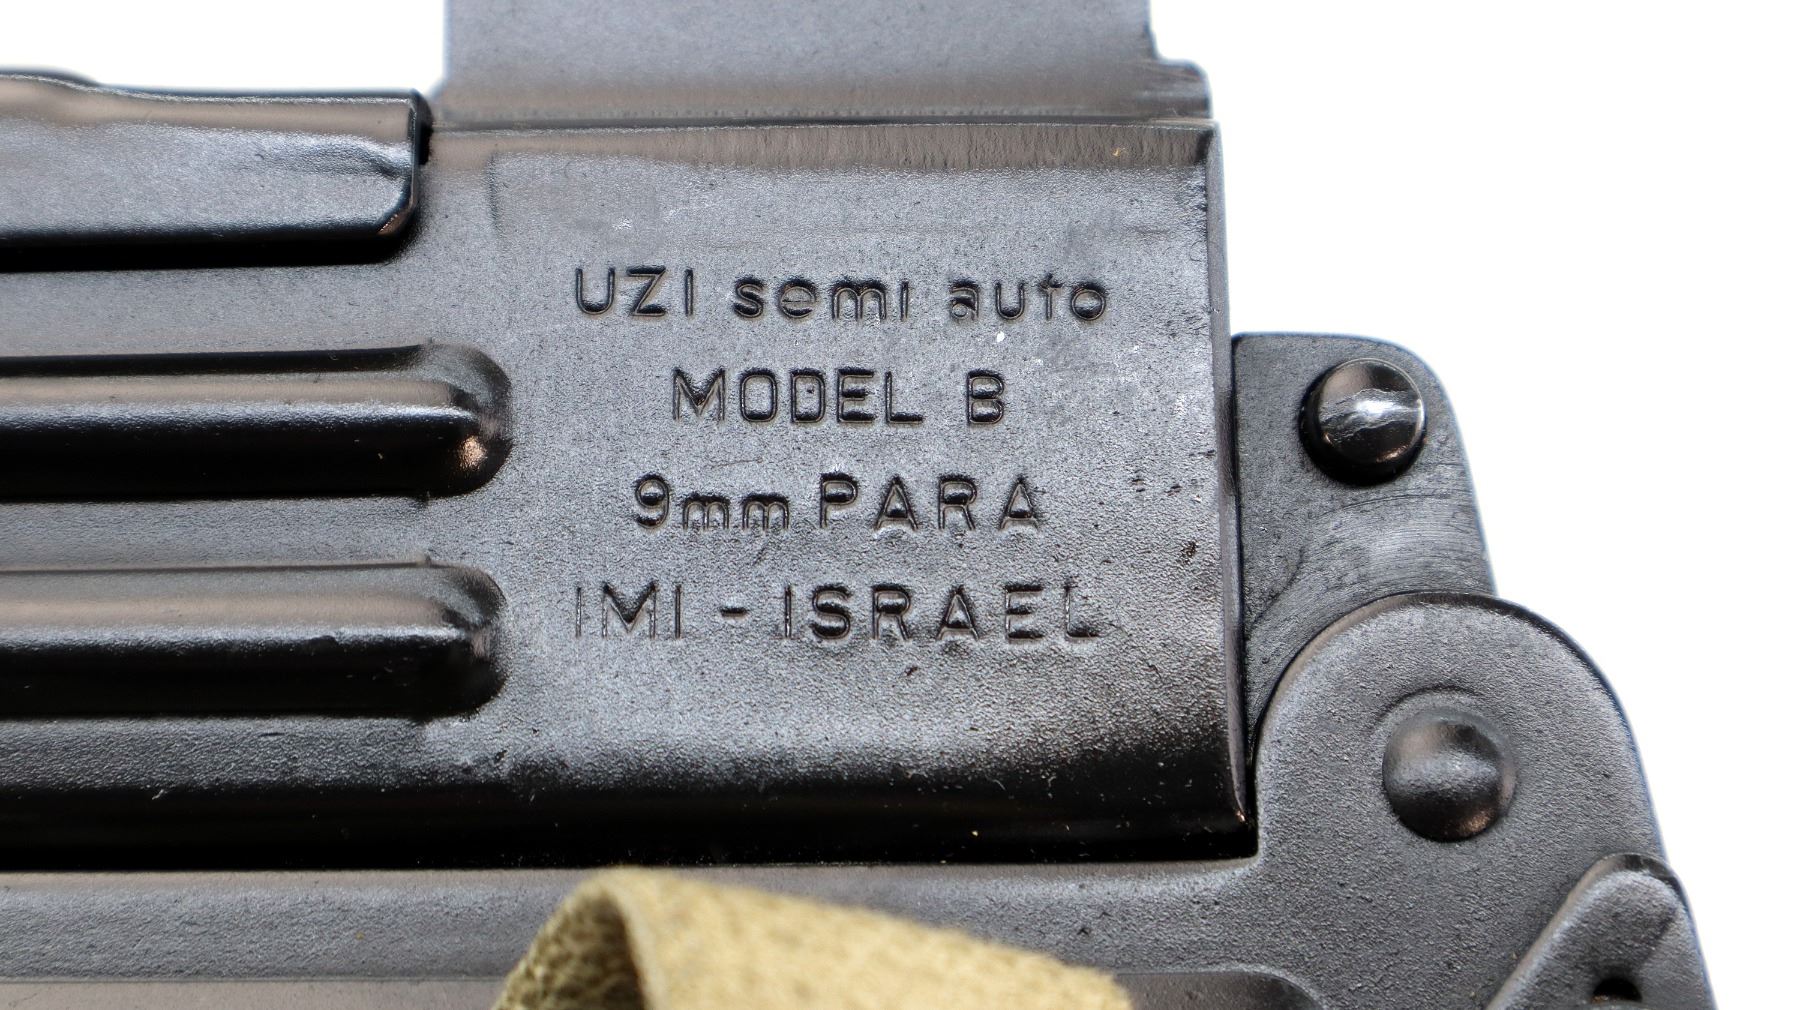 UZI semi auto
MODEL B
9mm PARA
IMI - ISRAEL